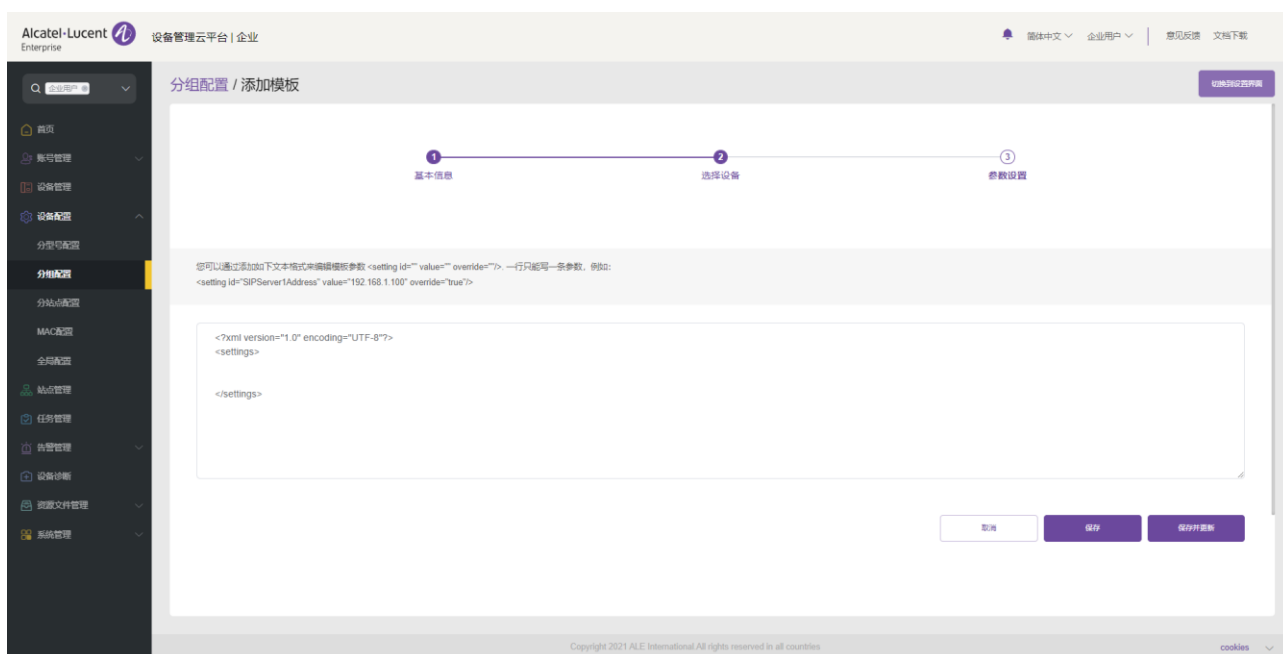 Alcatel·Lucent
Enterprise
设备管理云平台 | 企业
简体中文
企业用户
意见反馈
文档下载
企业用户
分组配置 / 添加模板
切换到设置界面
首页
账号管理
设备管理
设备配置
分型号配置
分组配置
分站点配置
MAC配置
全局配置
站点管理
任务管理
告警管理
设备诊断
资源文件管理
系统管理
1
基本信息
2
选择设备
3
参数设置
您可以通过添加如下文本格式来编辑模板参数 <setting id="" value="" override=""/>. 一行只能写一条参数，例如:
<setting id="SIPServer1Address" value="192.168.1.100" override="true"/>
<?xml version="1.0" encoding="UTF-8"?>
<settings>
</settings>
取消
保存
保存并更新
Copyright 2021 ALE International.All rights reserved in all countries
cookies